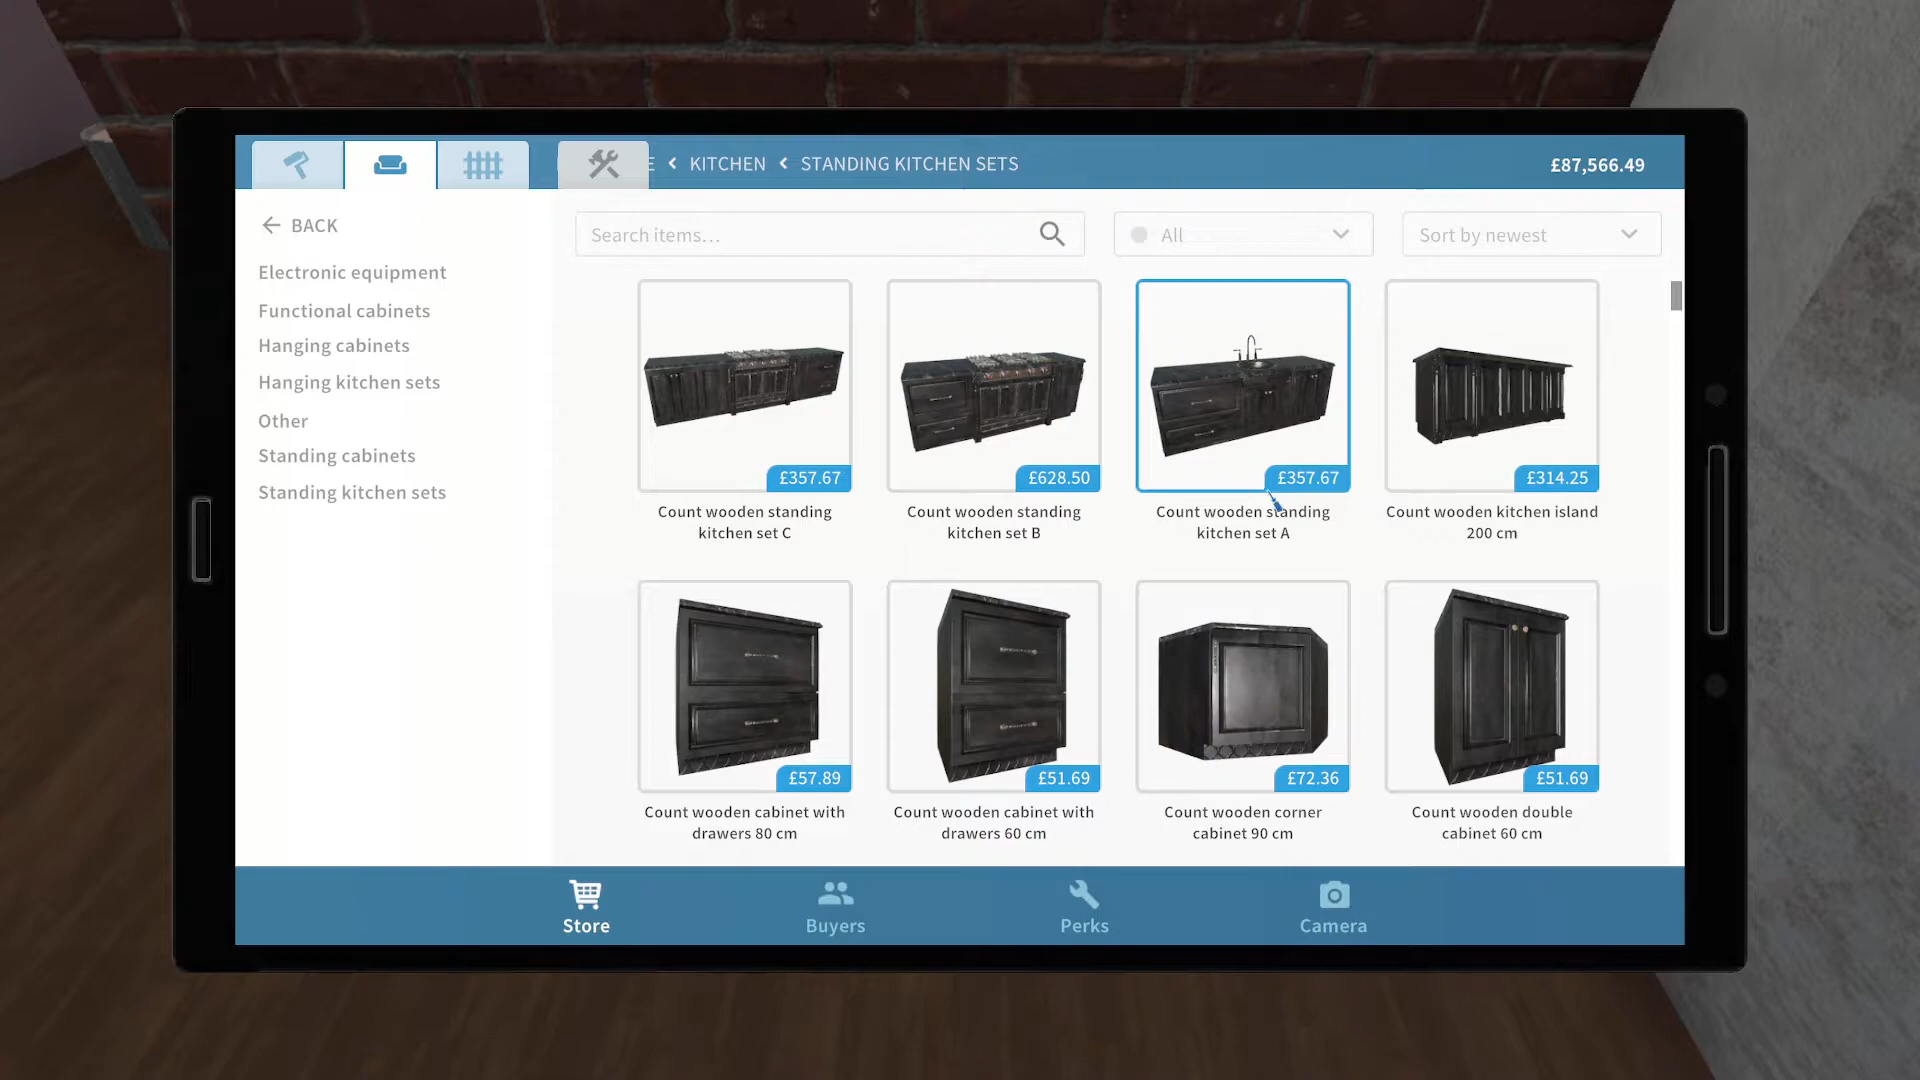 E < KITCHEN < STANDING KITCHEN SETS
£87,566.49
BACK
Search items...
All
Sort by newest
Electronic equipment
Functional cabinets
Hanging cabinets
Hanging kitchen sets
Other
Standing cabinets
Standing kitchen sets
£357.67
£628.50
£357.67
£314.25
Count wooden standing
kitchen set C
Count wooden standing
kitchen set B
Count wooden standing
kitchen set A
Count wooden kitchen island
200 cm
£57.89
£51.69
£72.36
£51.69
Count wooden cabinet with
drawers 80 cm
Count wooden cabinet with
drawers 60 cm
Count wooden corner
cabinet 90 cm
Count wooden double
cabinet 60 cm
Store
Buyers
Perks
Camera